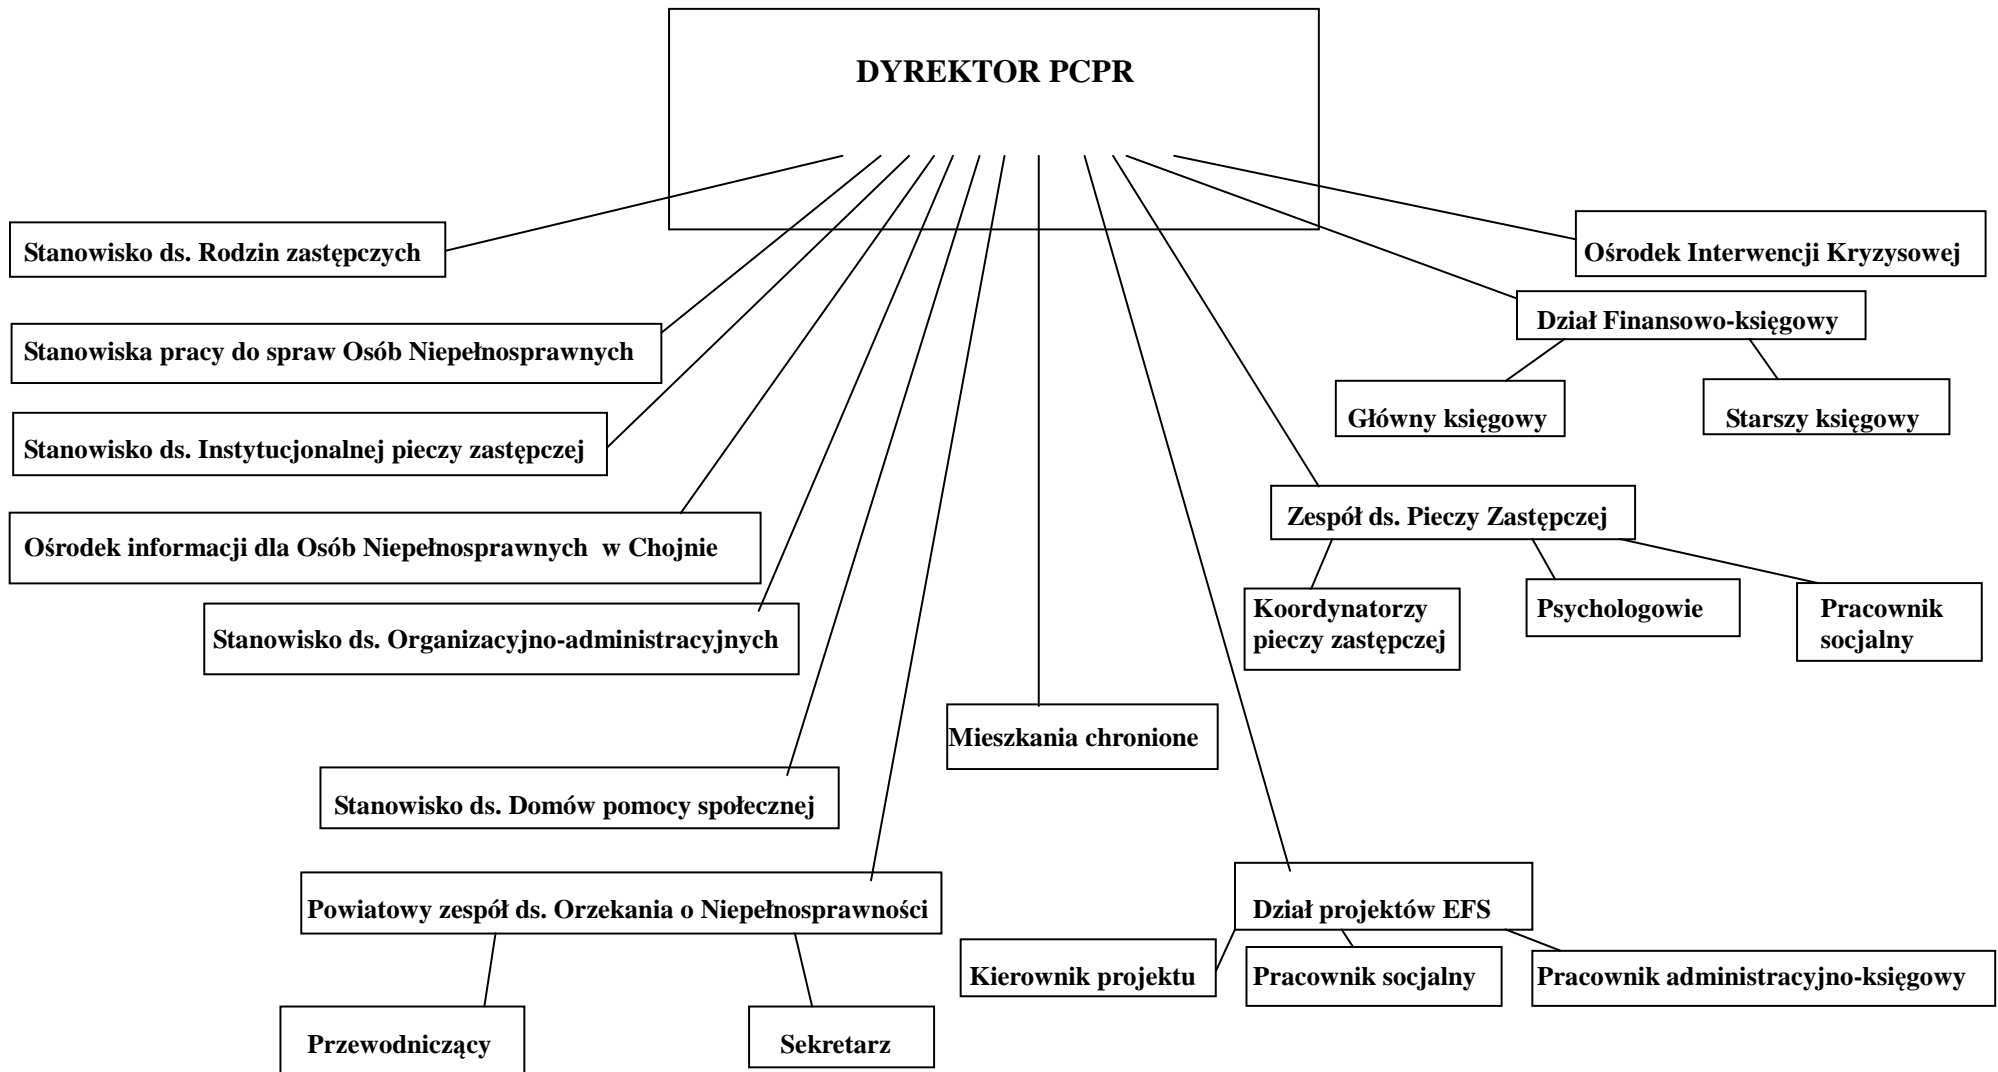 DYREKTOR PCPR
Stanowisko ds. Rodzin zastępczych
Ośrodek Interwencji Kryzysowej
Dział Finansowo-księgowy
Stanowiska pracy do spraw Osób Niepełnosprawnych
Główny księgowy
Starszy księgowy
Stanowisko ds. Instytucjonalnej pieczy zastępczej
Zespół ds. Pieczy Zastępczej
Ośrodek informacji dla Osób Niepełnosprawnych w Chojnie
Koordynatorzy
pieczy zastępczej
Psychologowie
Pracownik
socjalny
Stanowisko ds. Organizacyjno-administracyjnych
Mieszkania chronione
Stanowisko ds. Domów pomocy społecznej
Powiatowy zespół ds. Orzekania o Niepełnosprawności
Dział projektów EFS
Kierownik projektu
Pracownik socjalny
Pracownik administracyjno-księgowy
Przewodniczący
Sekretarz